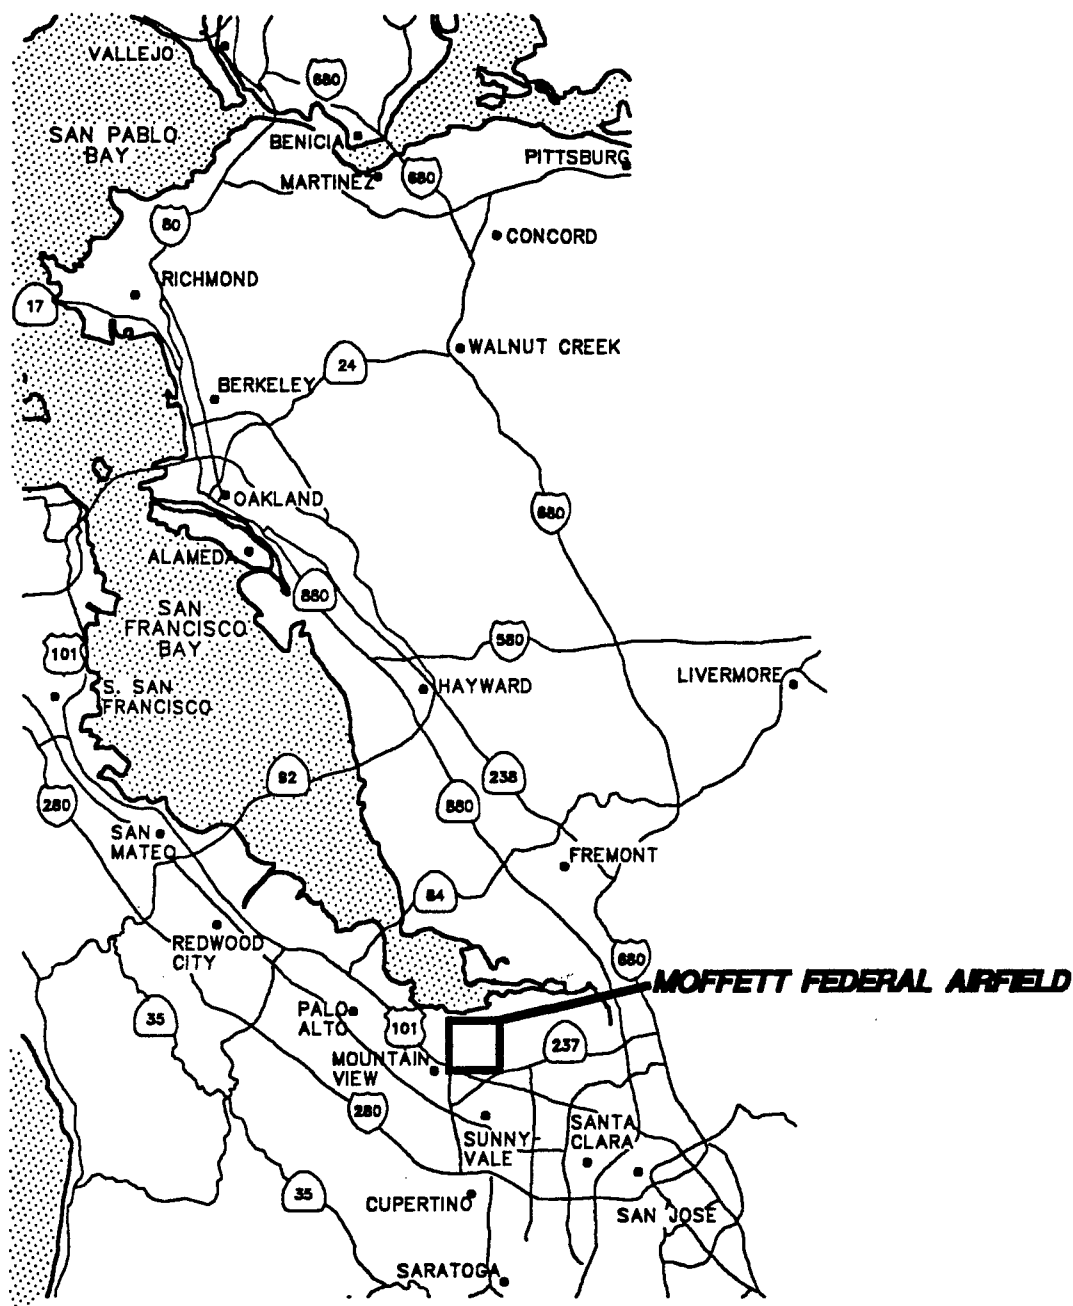 VALLEJO
680
SAN PABLO
BAY
BENICIA
PITTSBURG
MARTINEZ
680
80
CONCORD
RICHMOND
17
WALNUT CREEK
24
BERKELEY
OAKLAND
680
ALAMEDA
880
SAN
FRANCISCO
BAY
580
101
LIVERMORE
S. SAN
FRANCISCO
HAYWARD
92
238
280
880
SAN
MATEO
FREMONT
84
REDWOOD
CITY
680
MOFFETT FEDERAL AIRFIELD
35
PALO
ALTO
101
237
MOUNTAIN
VIEW
280
SANTA
CLARA
SUNNY-
VALE
35
CUPERTINO
SAN JOSE
SARATOGA